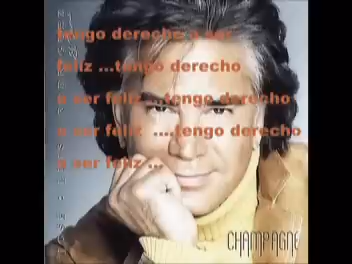 tengo derecho a ser
feliz ...tengo derecho
a ser feliz ...tengo derecho
a ser feliz ....tengo derecho
a ser feliz ...
CHAMPAGNE